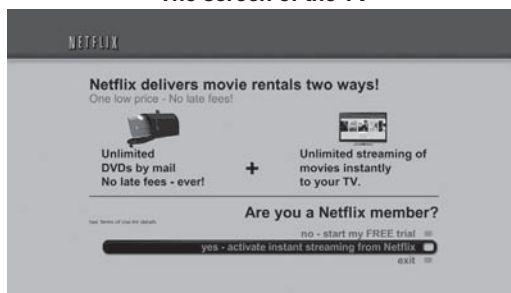 The screen of the TV
NETFLIX
Netflix delivers movie rentals two ways!
One low price - No late fees!
Unlimited
DVDs by mail
No late fees - ever!
+
Unlimited streaming of
movies instantly
to your TV.
Are you a Netflix member?
See Terms of Use for details
no - start my FREE trial
yes - activate instant streaming from Netflix
exit